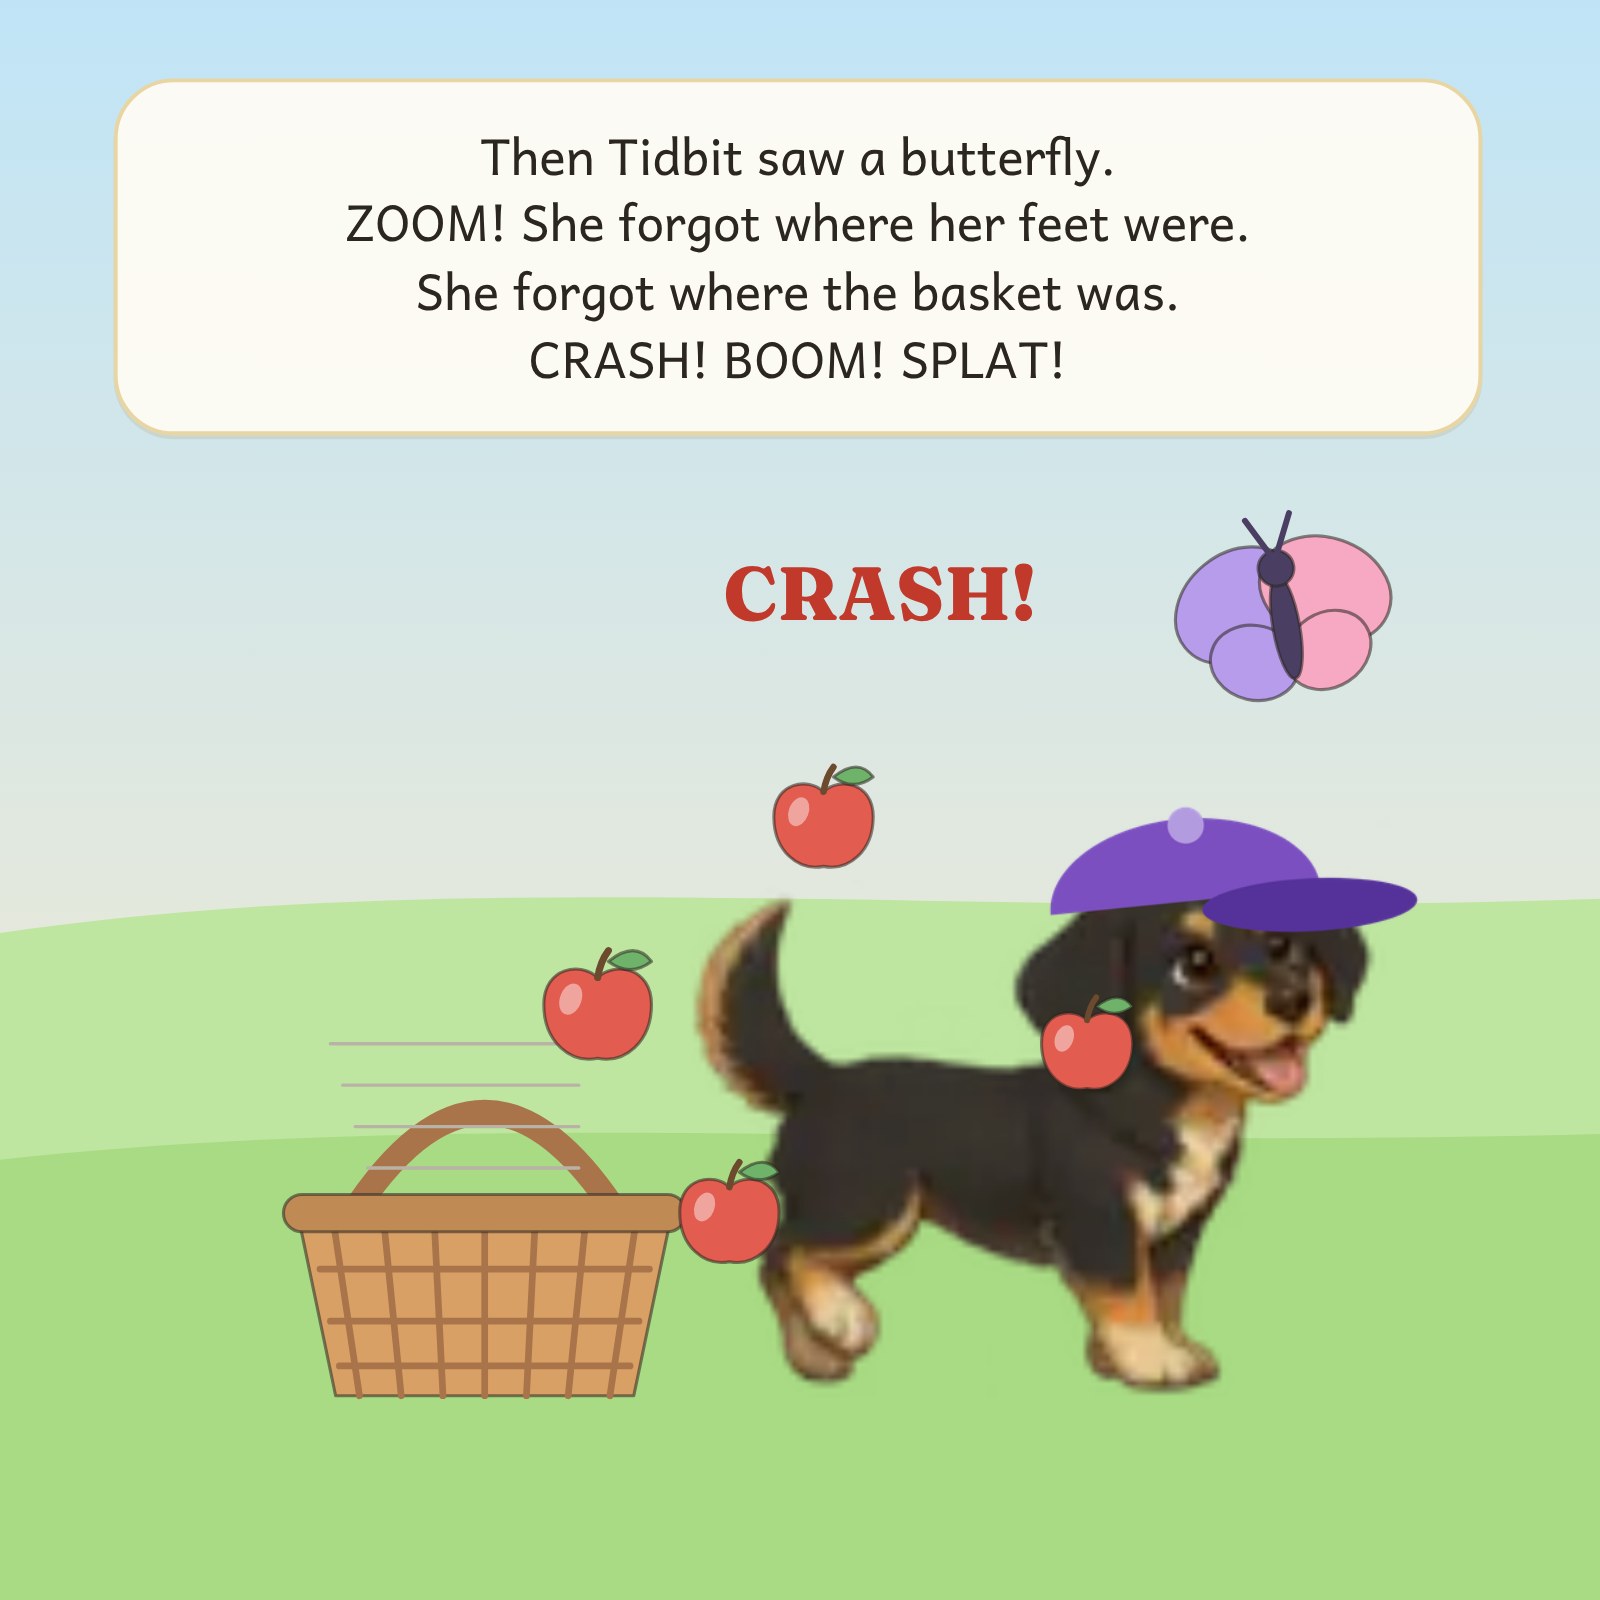 Then Tidbit saw a butterfly.
ZOOM! She forgot where her feet were.
She forgot where the basket was.
CRASH! BOOM! SPLAT!
CRASH!